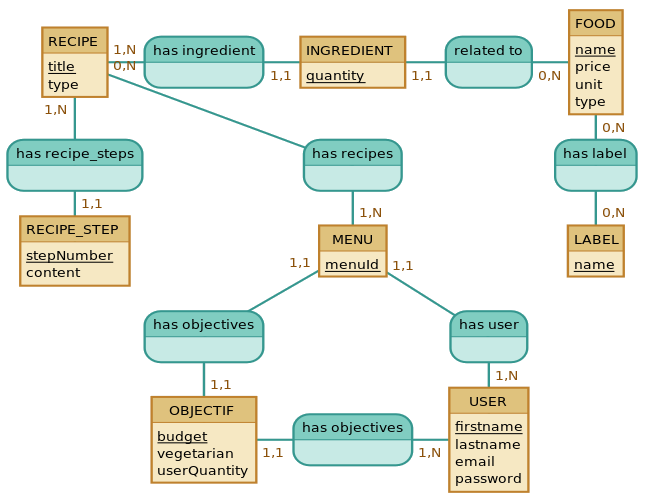 RECIPE
title
type
1,N
0,N
has ingredient
1,1
INGREDIENT
quantity
1,1
related to
0,N
FOOD
name
price
unit
type
1,N
has recipe_steps
1,1
RECIPE_STEP
stepNumber
content
has recipes
1,N
0,N
has label
0,N
LABEL
name
MENU
menuId
1,1
1,1
has objectives
1,1
has user
1,N
OBJECTIF
budget
vegetarian
userQuantity
1,1
has objectives
1,N
USER
firstname
lastname
email
password